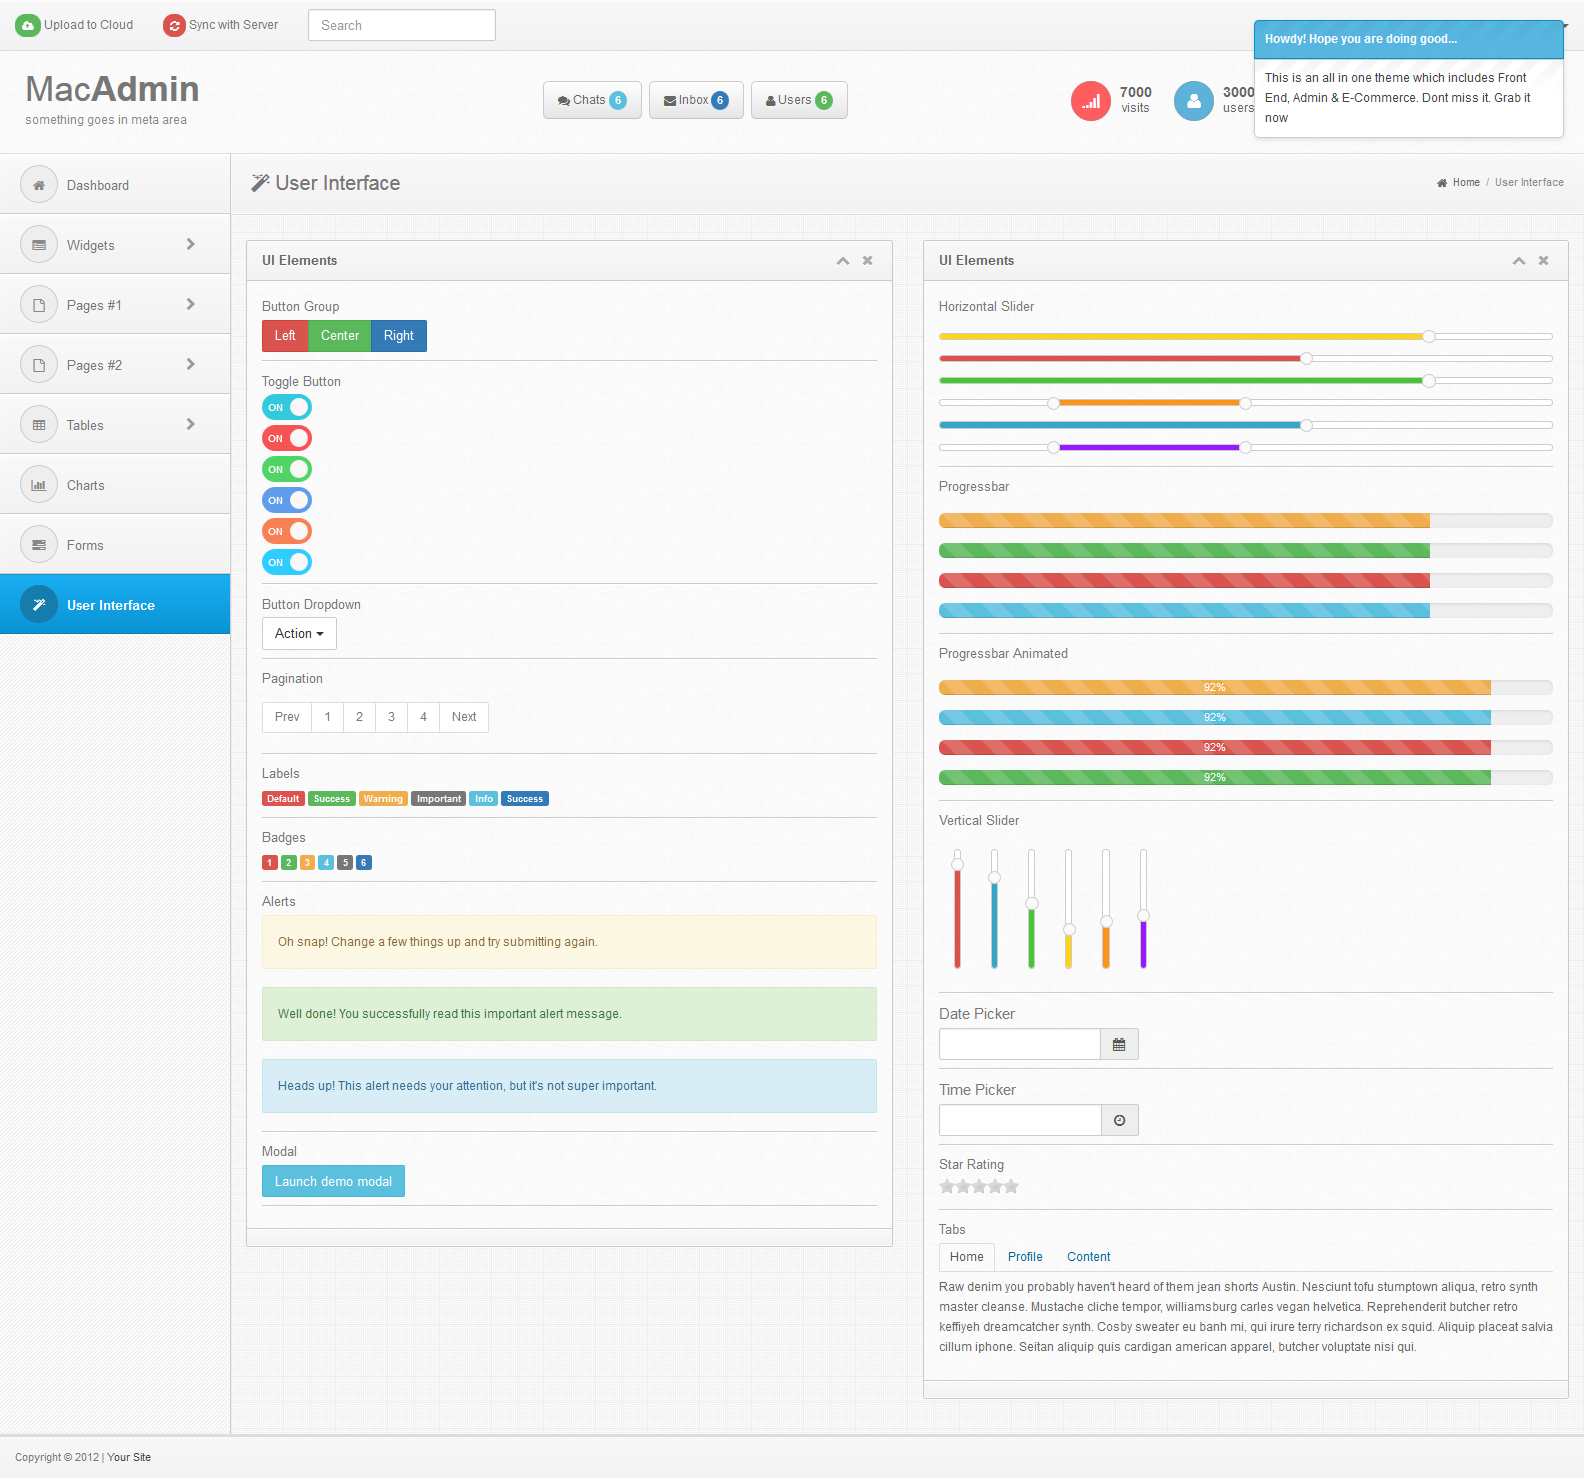 Upload to Cloud
Sync with Server
Search
Howdy! Hope you are doing good...
This is an all in one theme which includes Front
End, Admin & E-Commerce. Dont miss it. Grab it
now
MacAdmin
something goes in meta area
Chats 6
Inbox 6
Users 6
7000
visits
3000
users
Dashboard
Widgets
Pages #1
Pages #2
Tables
Charts
Forms
User Interface
User Interface
Home / User Interface
UI Elements
Button Group
Left Center Right
Toggle Button
ON
ON
ON
ON
ON
ON
Button Dropdown
Action
Pagination
Prev 1 2 3 4 Next
Labels
Default Success Warning Important Info Success
Badges
1 2 3 4 5 6
Alerts
Oh snap! Change a few things up and try submitting again.
Well done! You successfully read this important alert message.
Heads up! This alert needs your attention, but it's not super important.
Modal
Launch demo modal
UI Elements
Horizontal Slider
Progressbar
Progressbar Animated
92%
92%
92%
92%
Vertical Slider
Date Picker
Time Picker
Star Rating
Tabs
Home Profile Content
Raw denim you probably haven't heard of them jean shorts Austin. Nesciunt tofu stumptown aliqua, retro synth
master cleanse. Mustache cliche tempor, williamsburg carles vegan helvetica. Reprehenderit butcher retro
keffiyeh dreamcatcher synth. Cosby sweater eu banh mi, qui irure terry richardson ex squid. Aliquip placeat salvia
cillum iphone. Seitan aliquip quis cardigan american apparel, butcher voluptate nisi qui.
Copyright © 2012 | Your Site